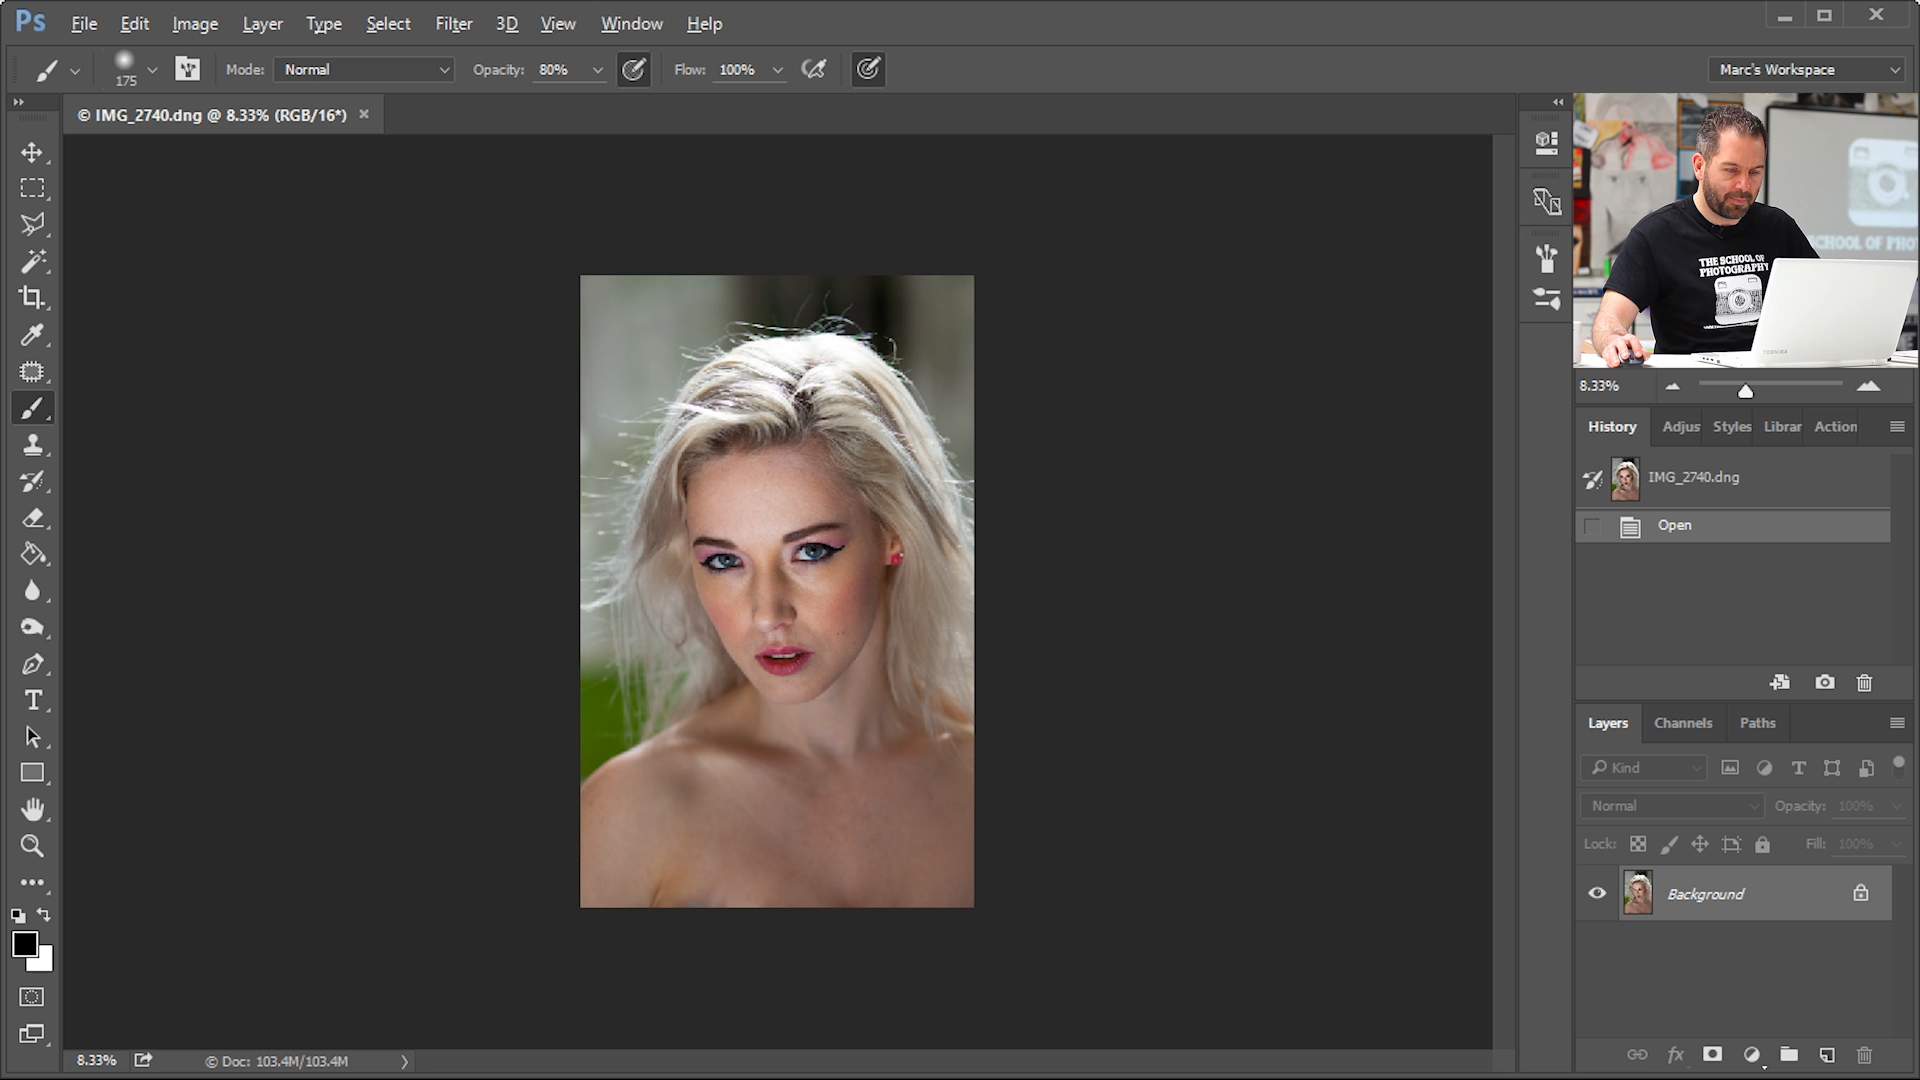 Ps File Edit Image Layer Type Select Filter 3D View Window Help
175 Mode: Normal Opacity: 80% Flow: 100% Marc's Workspace
© IMG_2740.dng @ 8.33% (RGB/16*)
SCHOOL OF PHO
THE SCHOOL OF
PHOTOGRAPHY
TOSHIBA
8.33%
History Adjus Styles Librar Action
IMG_2740.dng
Open
Layers Channels Paths
Kind
Normal Opacity: 100%
Lock: Fill: 100%
Background
8.33% © Doc: 103.4M/103.4M
fx